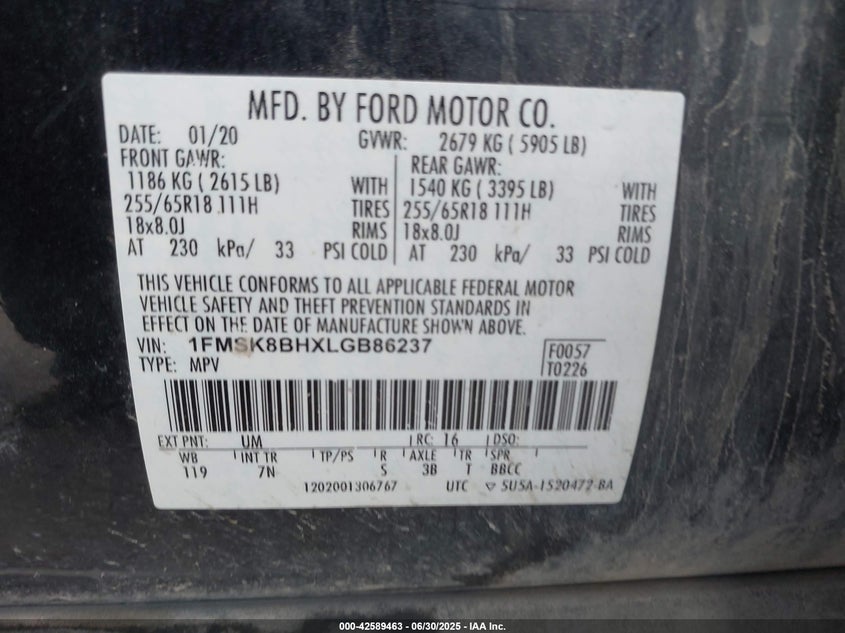 MFD. BY FORD MOTOR CO.
DATE: 01/20 GVWR: 2679 KG ( 5905 LB)
FRONT GAWR: REAR GAWR:
1186 KG ( 2615 LB) WITH 1540 KG ( 3395 LB) WITH
255/65R18 111H TIRES 255/65R18 111H TIRES
18x8.0J RIMS 18x8.0J RIMS
AT 230 kPa/ 33 PSI COLD AT 230 kPa/ 33 PSI COLD
THIS VEHICLE CONFORMS TO ALL APPLICABLE FEDERAL MOTOR
VEHICLE SAFETY AND THEFT PREVENTION STANDARDS IN
EFFECT ON THE DATE OF MANUFACTURE SHOWN ABOVE.
VIN: 1FMSK8BHXLGB86237 F0057
TYPE: MPV T0226
EXT PNT: UM RC: 16 DSO:
WB INT TR TP/PS R AXLE TR SPR
119 7N S 3B T BBCC
1202001306767 UTC ▽ SU5A-1520472-BA
000-42589463 - 06/30/2025 - IAA Inc.